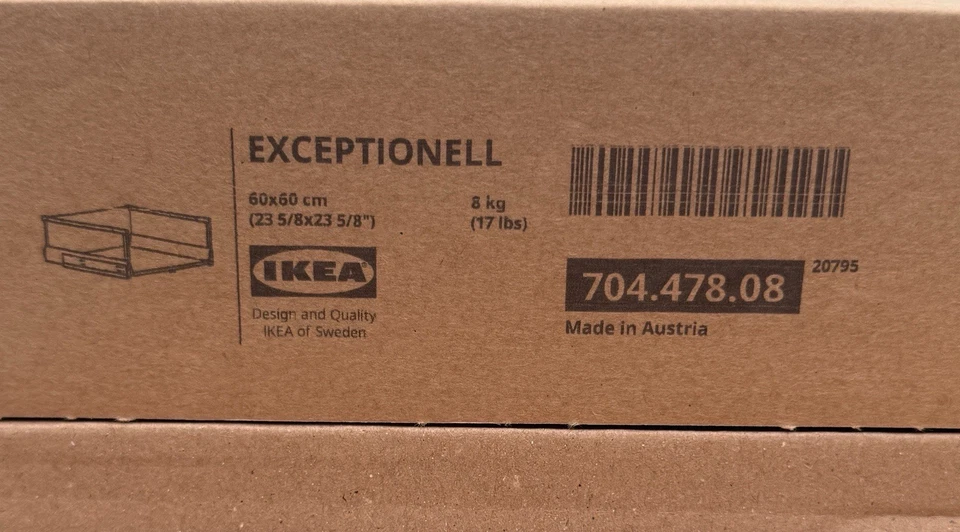 EXCEPTIONELL
60x60 cm
(23 5/8x23 5/8")
8 kg
(17 lbs)
IKEA
Design and Quality
IKEA of Sweden
704.478.08
20795
Made in Austria